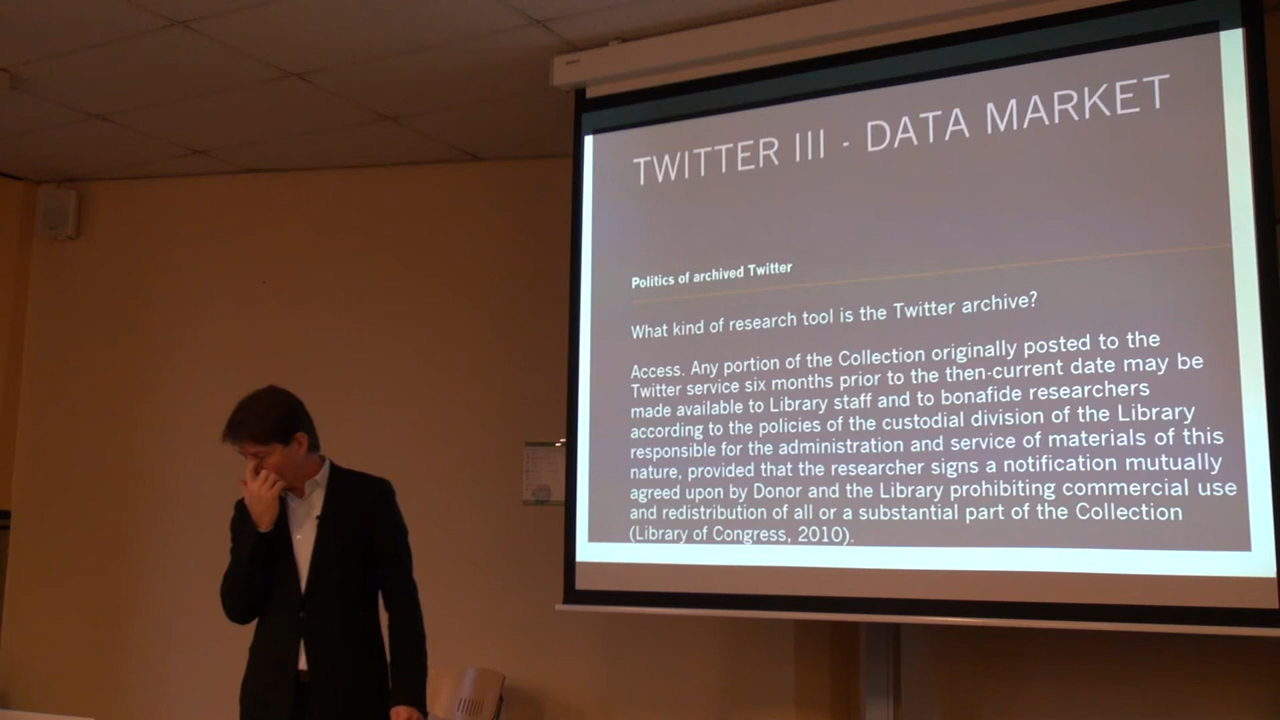 TWITTER III - DATA MARKET
Politics of archived Twitter
What kind of research tool is the Twitter archive?
Access. Any portion of the Collection originally posted to the
Twitter service six months prior to the then-current date may be
made available to Library staff and to bonafide researchers
according to the policies of the custodial division of the Library
responsible for the administration and service of materials of this
nature, provided that the researcher signs a notification mutually
agreed upon by Donor and the Library prohibiting commercial use
and redistribution of all or a substantial part of the Collection
(Library of Congress, 2010).